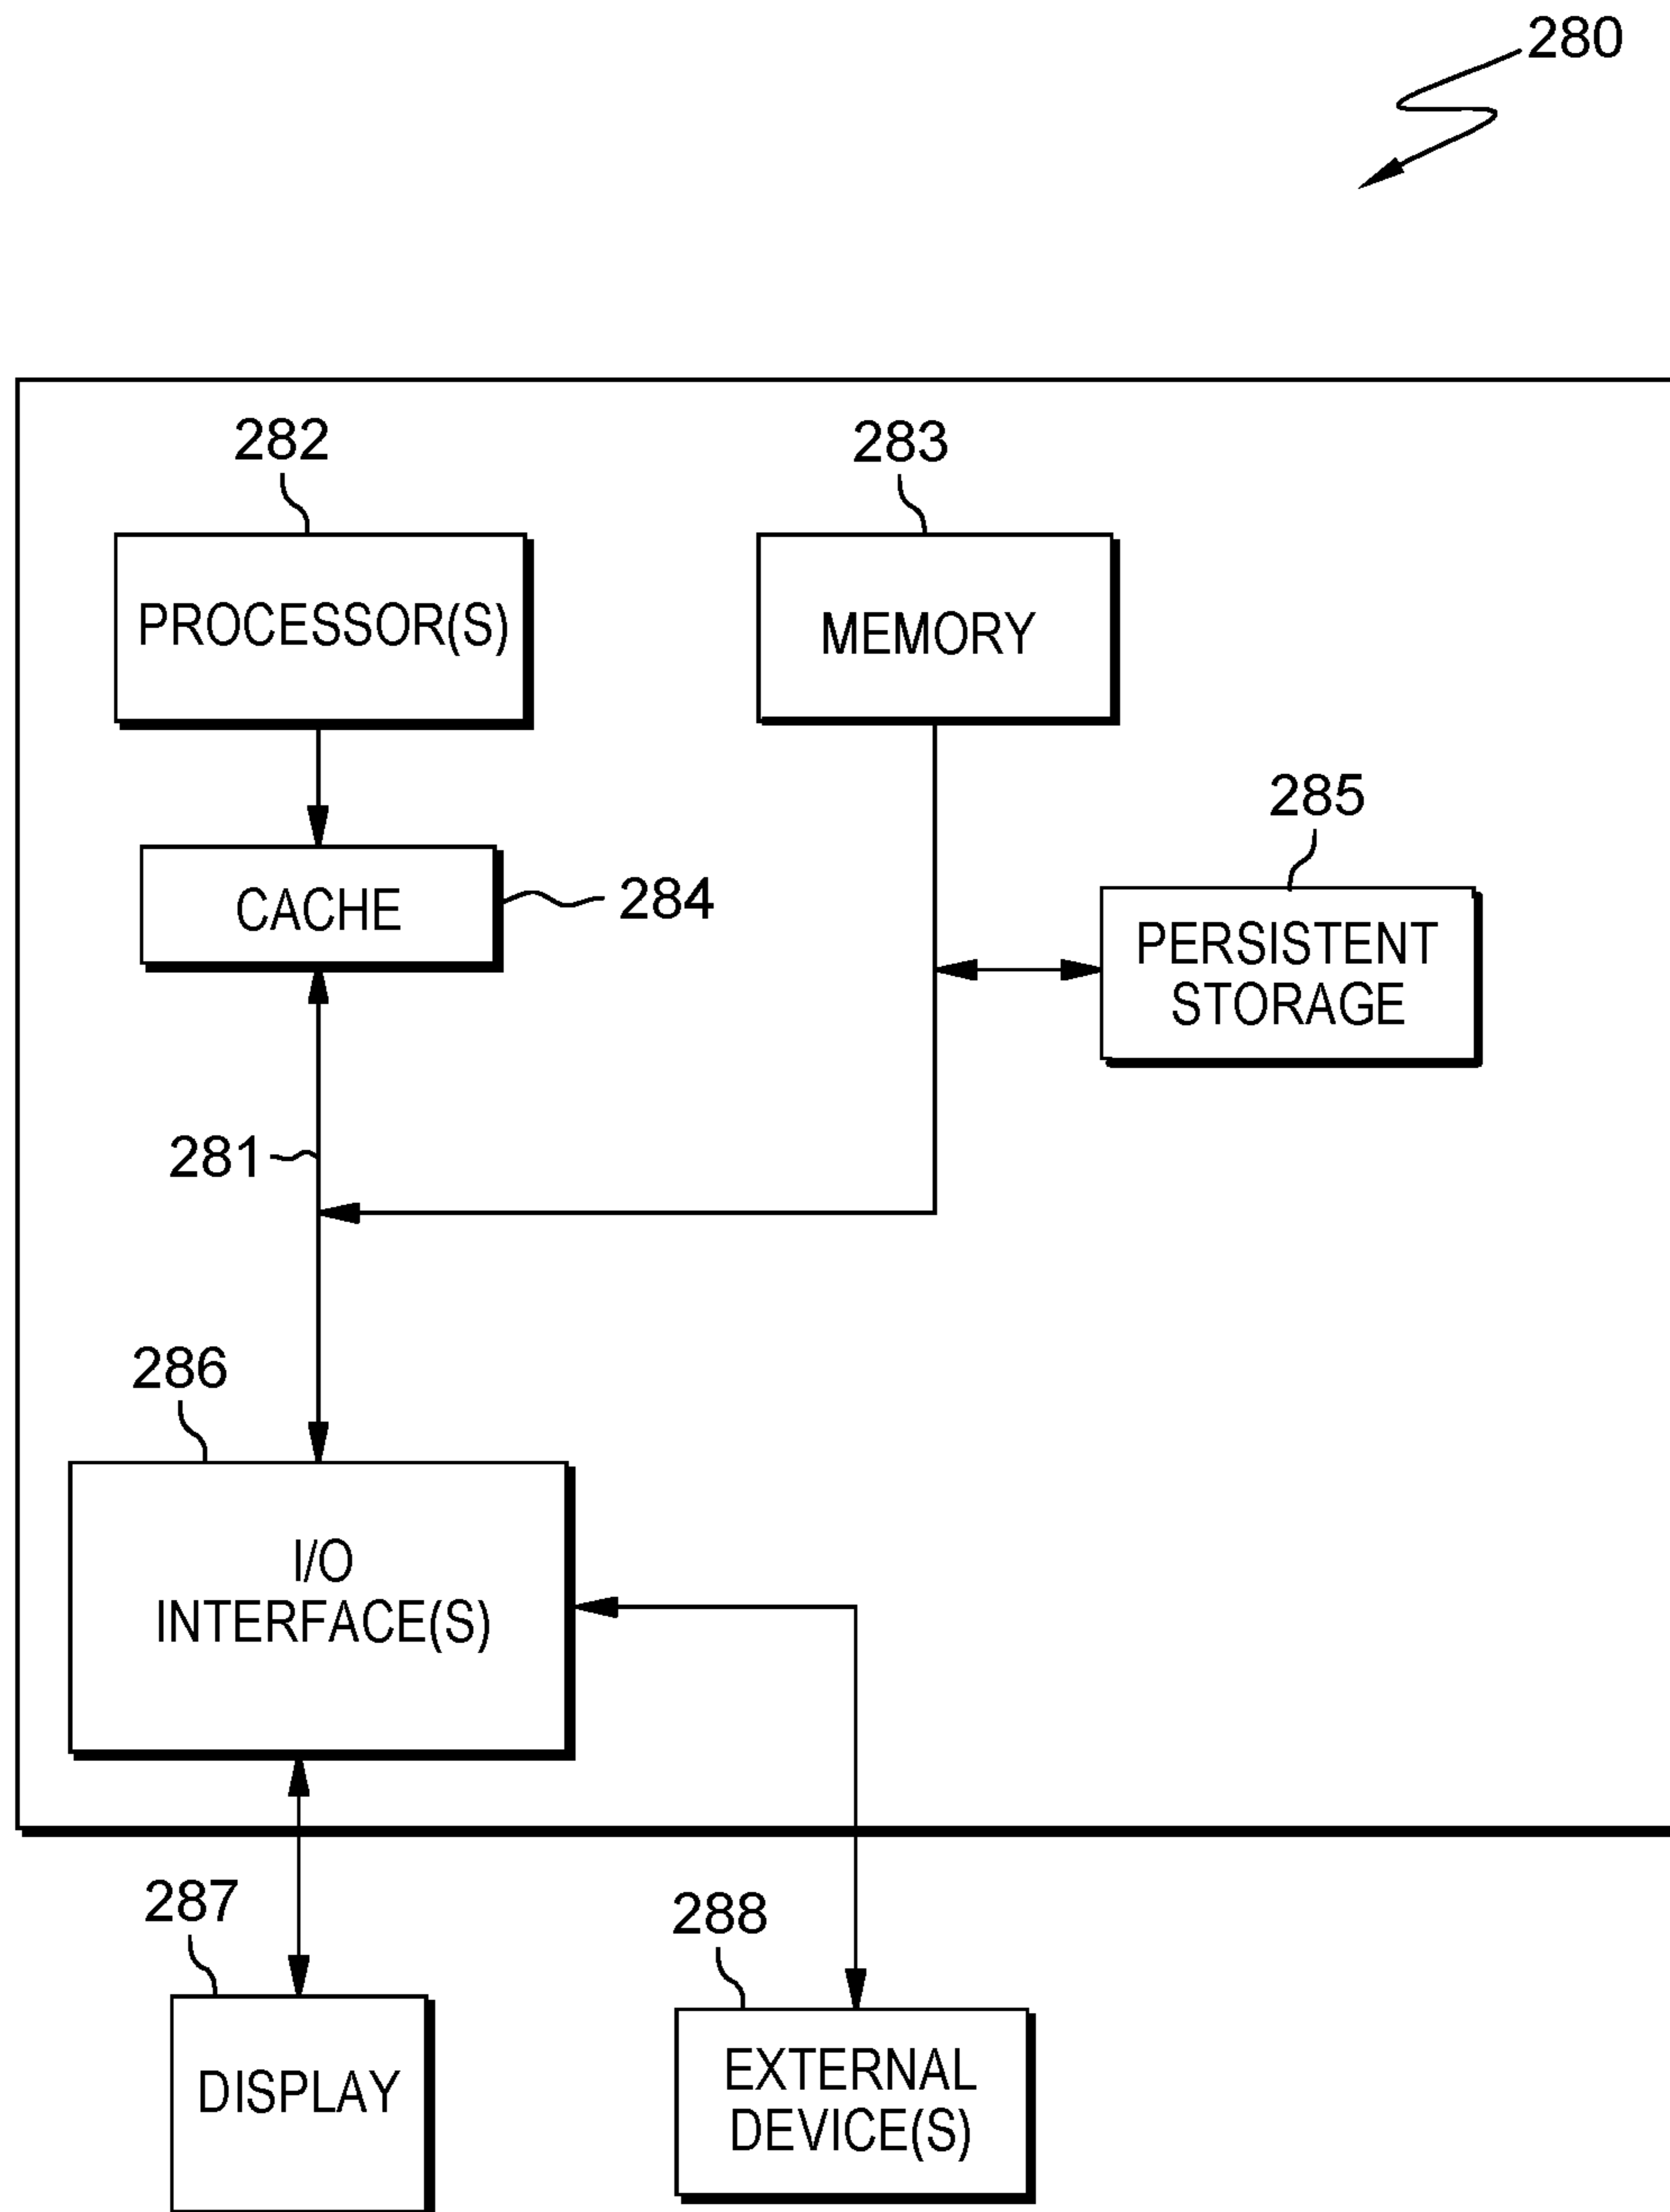 280
282
283
PROCESSOR(S)
MEMORY
285
CACHE
284
PERSISTENT
STORAGE
281
286
I/O
INTERFACE(S)
287
288
DISPLAY
EXTERNAL
DEVICE(S)